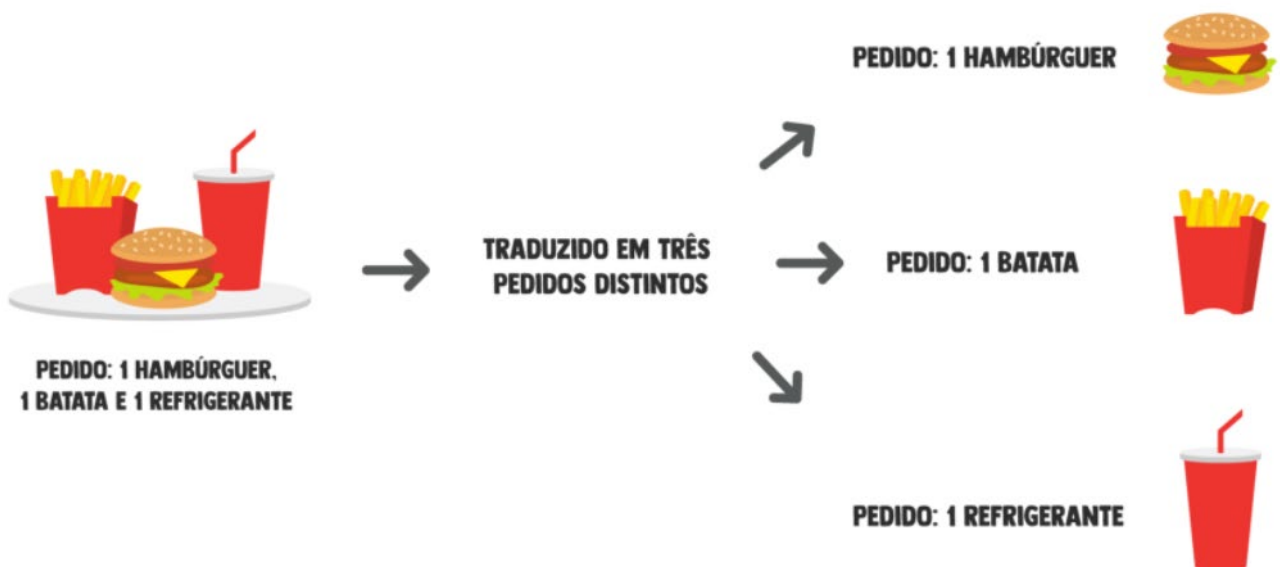 PEDIDO: 1 HAMBÚRGUER,
1 BATATA E 1 REFRIGERANTE
TRADUZIDO EM TRÊS
PEDIDOS DISTINTOS
PEDIDO: 1 HAMBÚRGUER
PEDIDO: 1 BATATA
PEDIDO: 1 REFRIGERANTE